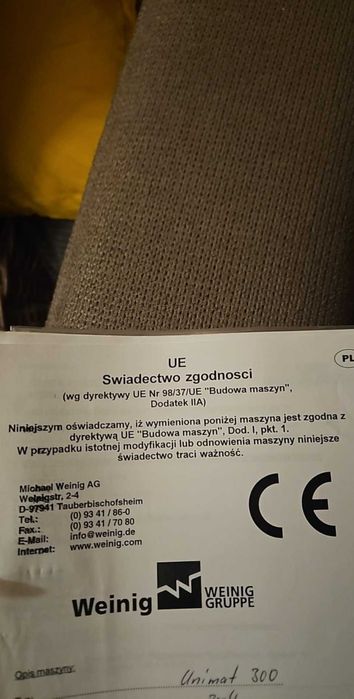 UE
PL
Swiadectwo zgodnosci
(wg dyrektywy UE Nr 98/37/UE "Budowa maszyn",
Dodatek IIA)
Niniejszym oświadczamy, iż wymieniona poniżej maszyna jest zgodna z
dyrektywą UE "Budowa maszyn", Dod. I, pkt. 1.
W przypadku istotnej modyfikacji lub odnowienia maszyny niniejsze
świadectwo traci ważność.
Michael Weinig AG
Weinigstr, 2-4
D-97941 Tauberbischofsheim
Tel.: (0) 93 41 / 86-0
Fax.: (0) 93 41 / 70 80
E-Mail: info@weinig.de
Internet: www.weinig.com
CE
Weinig
WEINIG
GRUPPE
Opis maszyny: Unimat 300